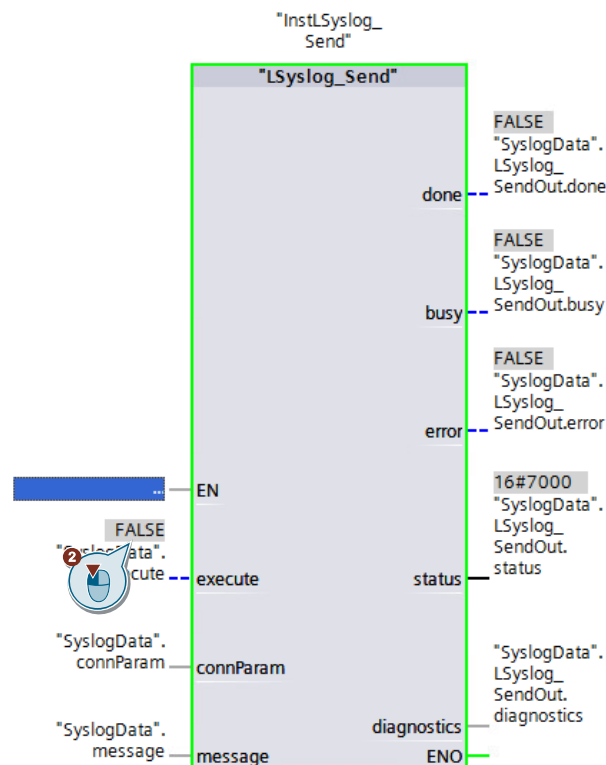 "InstLSyslog_
Send"
"LSyslog_Send"
FALSE
"SyslogData".
LSyslog_
SendOut.done
done
FALSE
"SyslogData".
LSyslog_
SendOut.busy
busy
FALSE
"SyslogData".
LSyslog_
SendOut.error
error
...
EN
16#7000
"SyslogData".
LSyslog_
SendOut.
status
status
FALSE
2
execute
"SyslogData".
connParam
connParam
"SyslogData".
LSyslog_
SendOut.
diagnostics
diagnostics
"SyslogData".
message
message
ENO